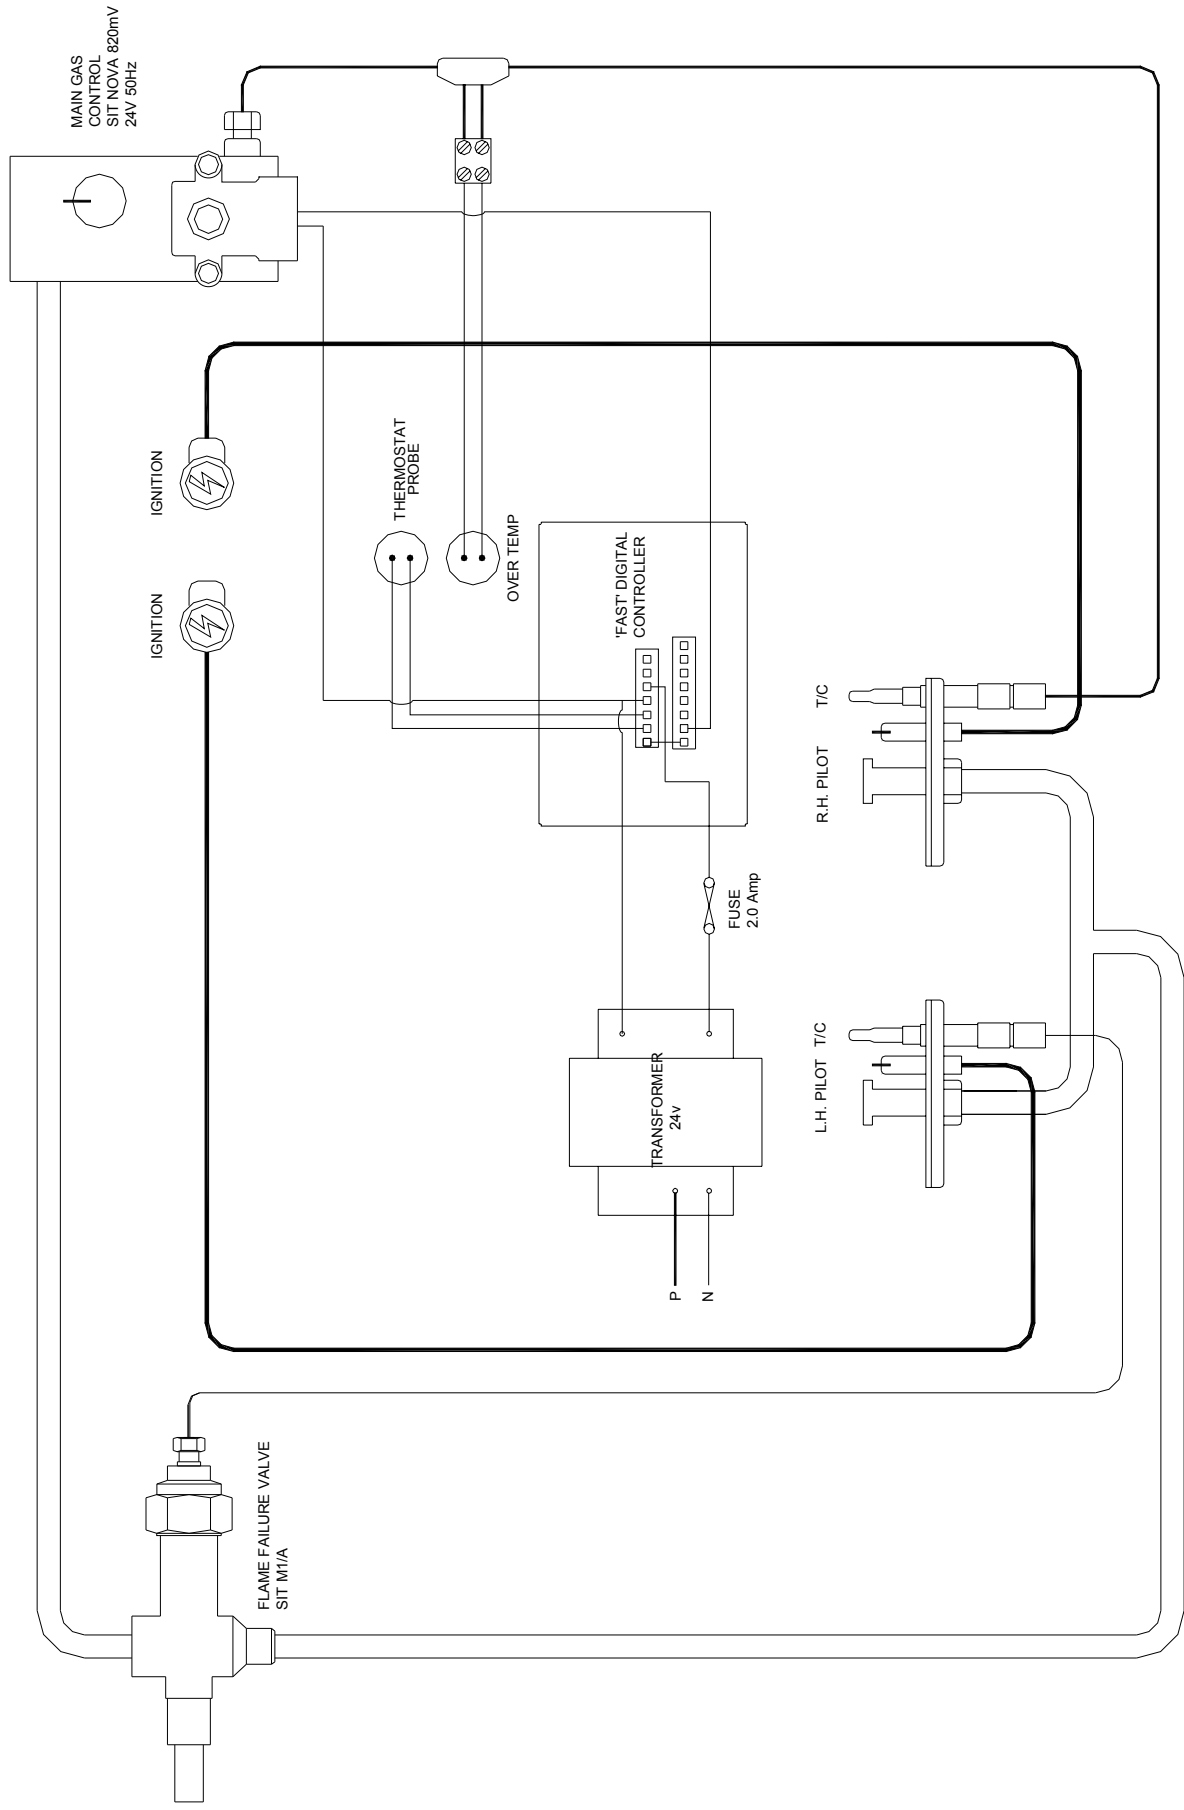 MAIN GAS
CONTROL
SIT NOVA 820mV
24V 50Hz
IGNITION
IGNITION
THERMOSTAT
PROBE
OVER TEMP
'FAST' DIGITAL
CONTROLLER
FUSE
2.0 Amp
TRANSFORMER
24v
P
N
R.H. PILOT
T/C
L.H. PILOT
T/C
FLAME FAILURE VALVE
SIT M1/A